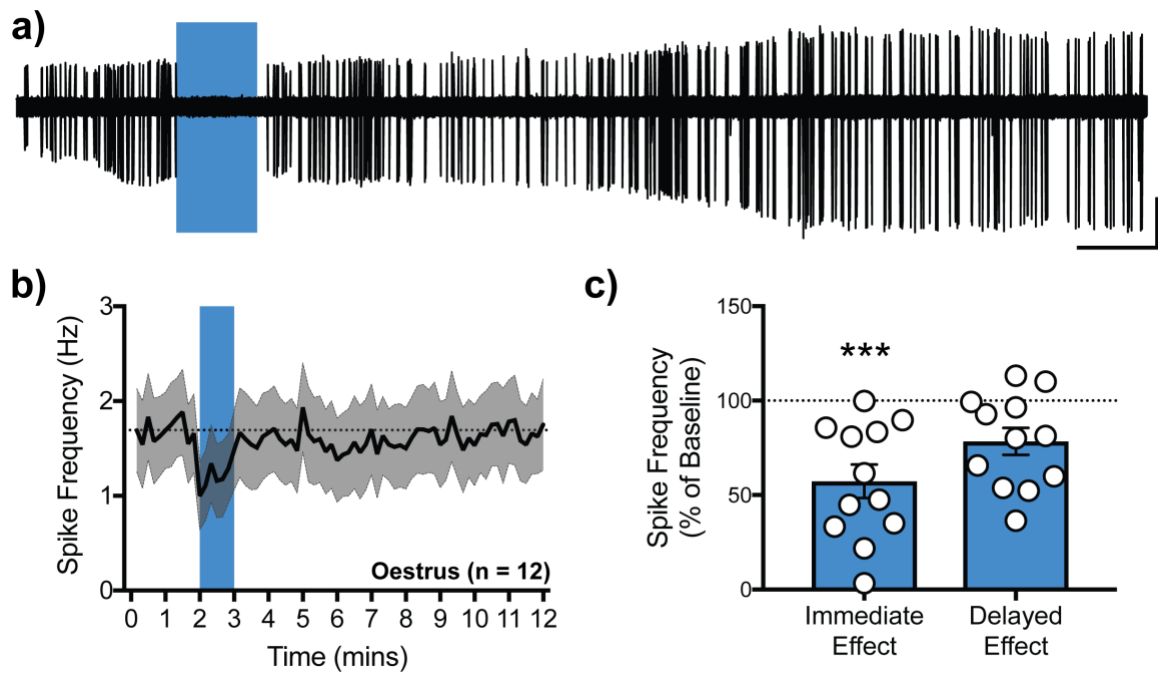 a)
b)
Spike Frequency (Hz)
3
2
1
0
0 1 2 3 4 5 6 7 8 9 10 11 12
Time (mins)
Oestrus (n = 12)
c)
Spike Frequency
(% of Baseline)
150
100
50
0
***
Immediate
Effect
Delayed
Effect